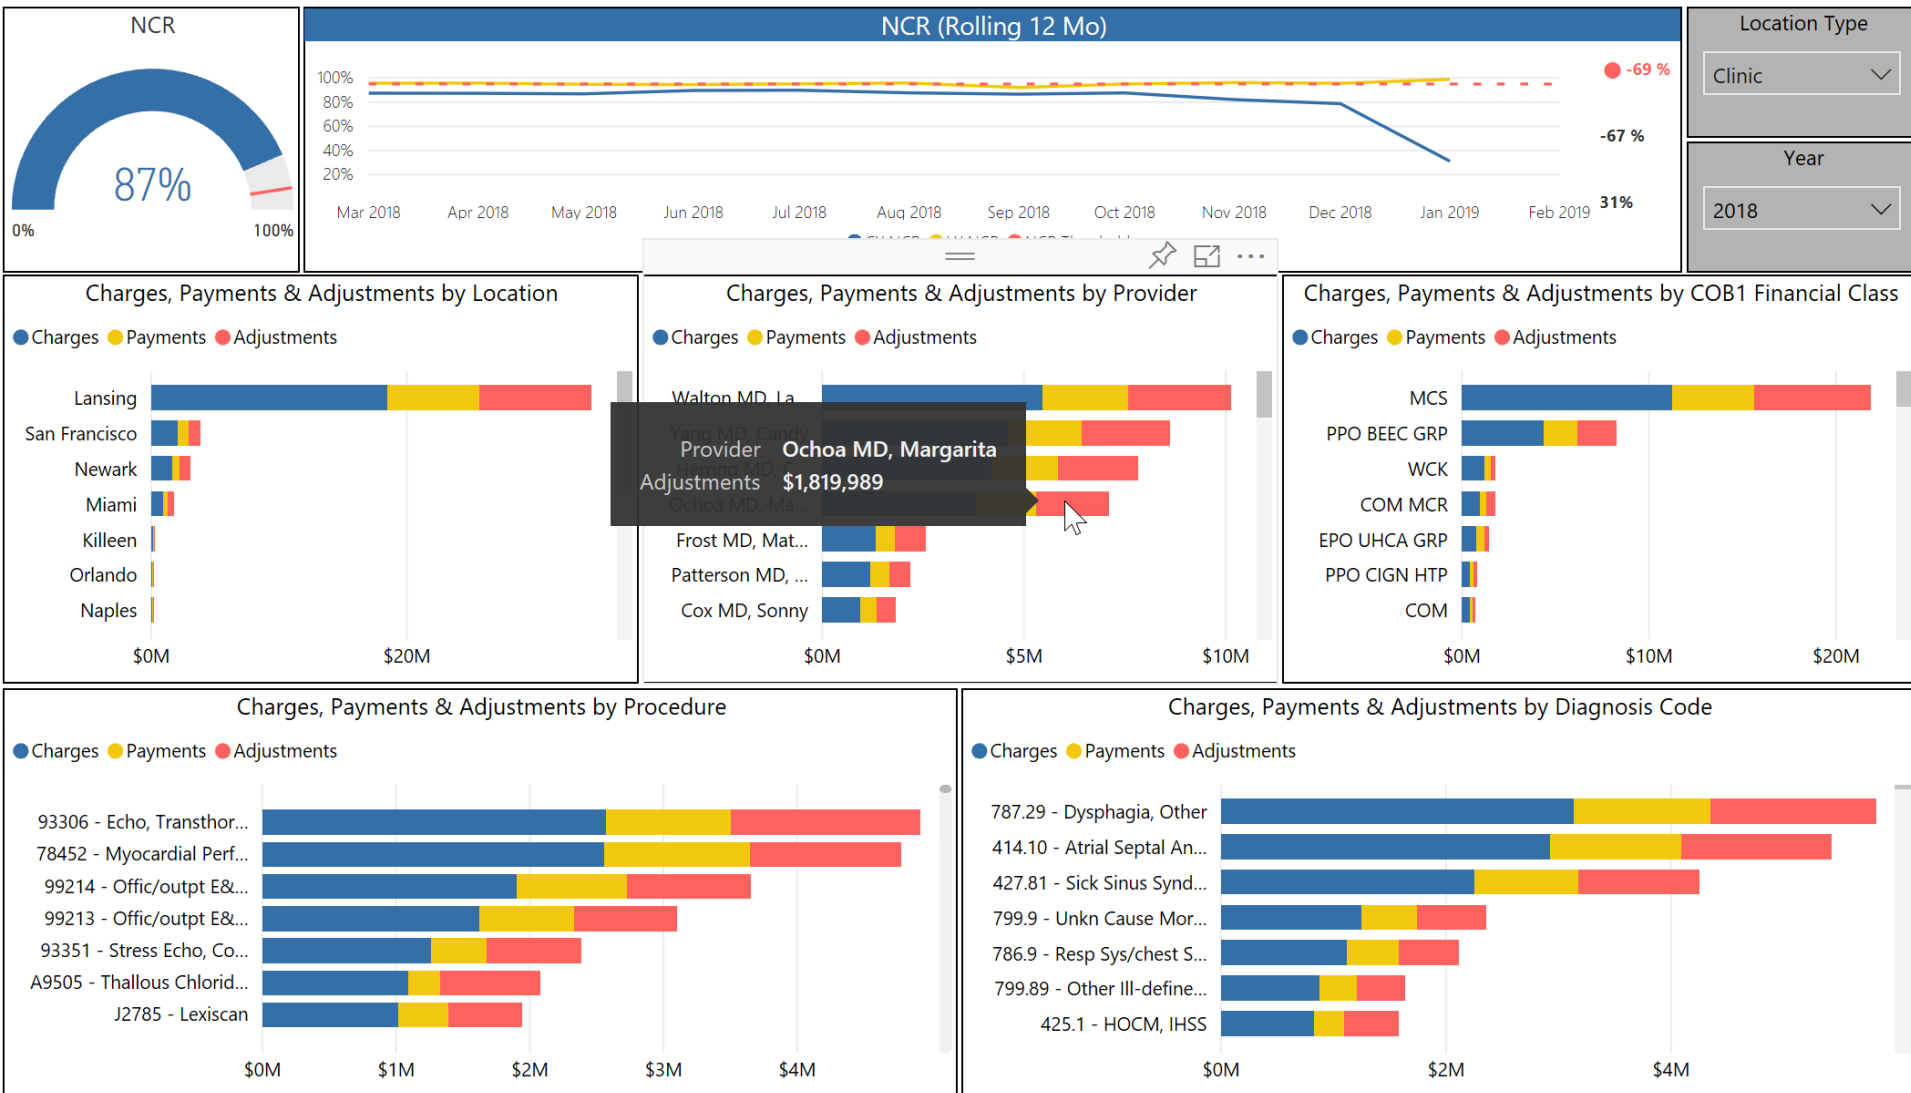 NCR
87%
0%
100%
NCR (Rolling 12 Mo)
100%
80%
60%
40%
20%
Mar 2018 Apr 2018 May 2018 Jun 2018 Jul 2018 Aug 2018 Sep 2018 Oct 2018 Nov 2018 Dec 2018 Jan 2019 Feb 2019
-69 %
-67 %
31%
Location Type
Clinic
Year
2018
Charges, Payments & Adjustments by Location
Charges Payments Adjustments
Lansing
San Francisco
Newark
Miami
Killeen
Orlando
Naples
$0M $20M
Charges, Payments & Adjustments by Provider
Charges Payments Adjustments
Walton MD, La...
Yang MD, Candy
Herring MD, C...
Ochoa MD, Ma...
Provider Ochoa MD, Margarita
Adjustments $1,819,989
Frost MD, Mat...
Patterson MD, ...
Cox MD, Sonny
$0M $5M $10M
Charges, Payments & Adjustments by COB1 Financial Class
Charges Payments Adjustments
MCS
PPO BEEC GRP
WCK
COM MCR
EPO UHCA GRP
PPO CIGN HTP
COM
$0M $10M $20M
Charges, Payments & Adjustments by Procedure
Charges Payments Adjustments
93306 - Echo, Transthor...
78452 - Myocardial Perf...
99214 - Offic/outpt E&...
99213 - Offic/outpt E&...
93351 - Stress Echo, Co...
A9505 - Thallous Chlorid...
J2785 - Lexiscan
$0M $1M $2M $3M $4M
Charges, Payments & Adjustments by Diagnosis Code
Charges Payments Adjustments
787.29 - Dysphagia, Other
414.10 - Atrial Septal An...
427.81 - Sick Sinus Synd...
799.9 - Unkn Cause Mor...
786.9 - Resp Sys/chest S...
799.89 - Other Ill-define...
425.1 - HOCM, IHSS
$0M $2M $4M